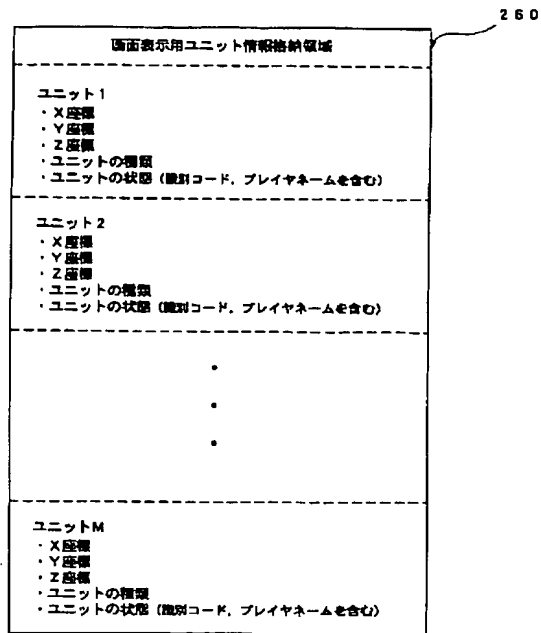 260
画面表示用ユニット情報格納領域
ユニット1
・X座標
・Y座標
・Z座標
・ユニットの種類
・ユニットの状態（識別コード，プレイヤネームを含む）
ユニット2
・X座標
・Y座標
・Z座標
・ユニットの種類
・ユニットの状態（識別コード，プレイヤネームを含む）
ユニットM
・X座標
・Y座標
・Z座標
・ユニットの種類
・ユニットの状態（識別コード，プレイヤネームを含む）